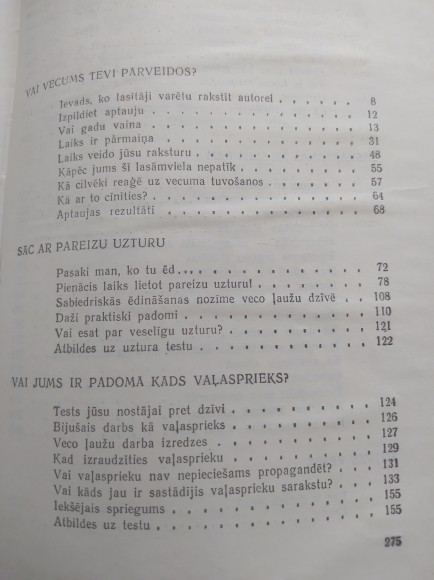 VAI VECUMS TEVI PĀRVEIDOS?
Ievads, ko lasītāji varētu rakstīt autorei . . . . . . 8
Izpildiet aptauju . . . . . . . . . . . 12
Vai gadu vaina . . . . . . . . . . . . 13
Laiks ir pārmaiņa . . . . . . . . . . . 31
Laiks veido jūsu raksturu . . . . . . . . . 48
Kāpēc jums šī lasāmviela nepatīk . . . . . . . 55
Kā cilvēki reaģē uz vecuma tuvošanos . . . . . . 57
Kā ar to cīnīties? . . . . . . . . . . . 64
Aptaujas rezultāti . . . . . . . . . . . 68
SĀC AR PAREIZU UZTURU
Pasaki man, ko tu ēd... . . . . . . . . . . 72
Pienācis laiks lietot pareizu uzturu! . . . . . . 78
Sabiedriskās ēdināšanas nozīme veco ļaužu dzīvē . . . 108
Daži praktiski padomi . . . . . . . . . . 110
Vai esat par veselīgu uzturu? . . . . . . . . 121
Atbildes uz uztura testu . . . . . . . . . 122
VAI JUMS IR PADOMĀ KĀDS VAĻASPRIEKS?
Tests jūsu nostājai pret dzīvi . . . . . . . . 124
Bijušais darbs kā vaļasprieks . . . . . . . . 126
Veco ļaužu darba izredzes . . . . . . . . . 127
Kad izraudzīties vaļasprieku . . . . . . . . 129
Vai vaļasprieku nav nepieciešams propagandēt? . . . . 131
Vai kāds jau ir sastādījis vaļasprieku sarakstu? . . . . 133
Iekšējais spriegums . . . . . . . . . . . 155
Atbildes uz testu . . . . . . . . . . . 155
275